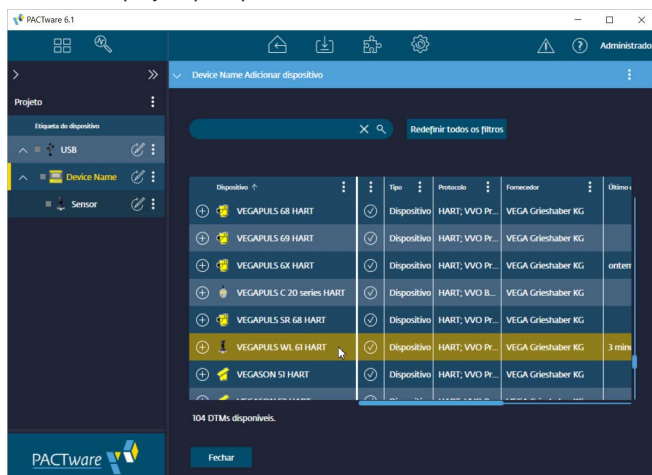 PACTware 6.1
Administrado
Device Name Adicionar dispositivo
Projeto
Etiqueta do dispositivo
USB
Device Name
Sensor
Redefinir todos os filtros
Dispositivo ↑ Tipo Protocolo Fornecedor Último u
VEGAPULS 68 HART Dispositivo HART; VVO Pr... VEGA Grieshaber KG
VEGAPULS 69 HART Dispositivo HART; VVO Pr... VEGA Grieshaber KG
VEGAPULS 6X HART Dispositivo HART; VVO Pr... VEGA Grieshaber KG ontem
VEGAPULS C 20 series HART Dispositivo HART; VVO B... VEGA Grieshaber KG
VEGAPULS SR 68 HART Dispositivo HART; VVO Pr... VEGA Grieshaber KG
VEGAPULS WL 61 HART Dispositivo HART; VVO Pr... VEGA Grieshaber KG 3 minu
VEGASON 51 HART Dispositivo HART; VVO Pr... VEGA Grieshaber KG
104 DTMs disponíveis.
Fechar
PACTware